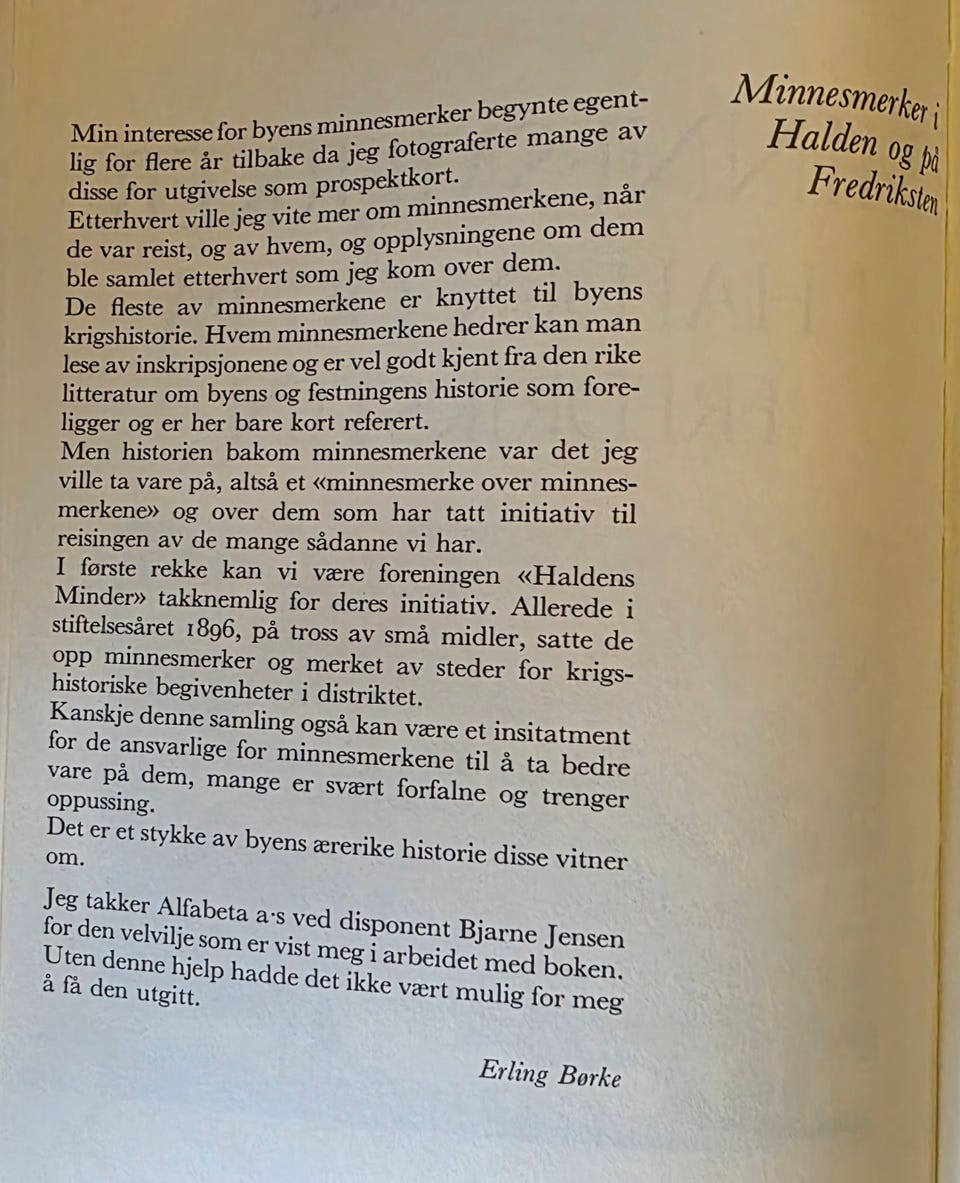 Minnesmerker i
Halden og på
Fredriksten
Min interesse for byens minnesmerker begynte egent-
lig for flere år tilbake da jeg fotograferte mange av
disse for utgivelse som prospektkort.
Etterhvert ville jeg vite mer om minnesmerkene, når
de var reist, og av hvem, og opplysningene om dem
ble samlet etterhvert som jeg kom over dem.
De fleste av minnesmerkene er knyttet til byens
krigshistorie. Hvem minnesmerkene hedrer kan man
lese av inskripsjonene og er vel godt kjent fra den rike
litteratur om byens og festningens historie som fore-
ligger og er her bare kort referert.
Men historien bakom minnesmerkene var det jeg
ville ta vare på, altså et «minnesmerke over minnes-
merkene» og over dem som har tatt initiativ til
reisingen av de mange sådanne vi har.
I første rekke kan vi være foreningen «Haldens
Minder» takknemlig for deres initiativ. Allerede i
stiftelsesåret 1896, på tross av små midler, satte de
opp minnesmerker og merket av steder for krigs-
historiske begivenheter i distriktet.
Kanskje denne samling også kan være et insitatment
for de ansvarlige for minnesmerkene til å ta bedre
vare på dem, mange er svært forfalne og trenger
oppussing.
Det er et stykke av byens ærerike historie disse vitner
om.
Jeg takker Alfabeta a·s ved disponent Bjarne Jensen
for den velvilje som er vist meg i arbeidet med boken.
Uten denne hjelp hadde det ikke vært mulig for meg
å få den utgitt.
Erling Børke